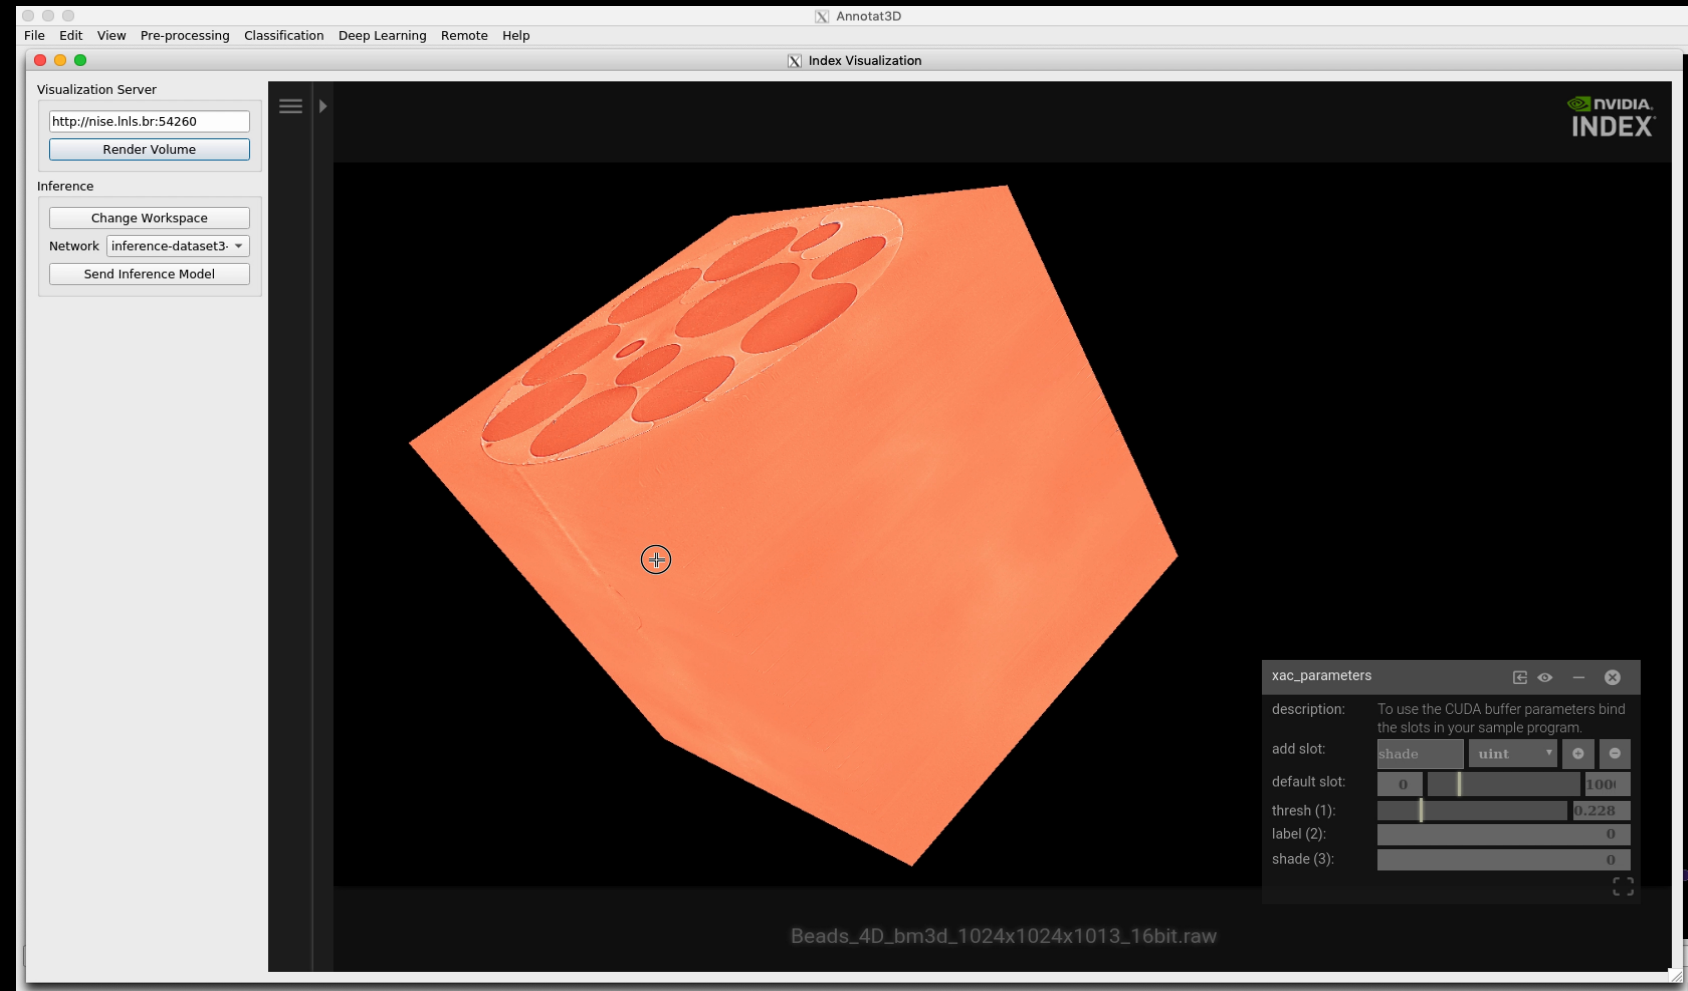 Annotat3D
File Edit View Pre-processing Classification Deep Learning Remote Help
Index Visualization
Visualization Server
http://nise.lnls.br:54260
Render Volume
Inference
Change Workspace
Network inference-dataset3-
Send Inference Model
NVIDIA.
INDEX
xac_parameters
description: To use the CUDA buffer parameters bind
the slots in your sample program.
add slot: shade uint
default slot: 0 100
thresh (1): 0.228
label (2): 0
shade (3): 0
Beads_4D_bm3d_1024x1024x1013_16bit.raw